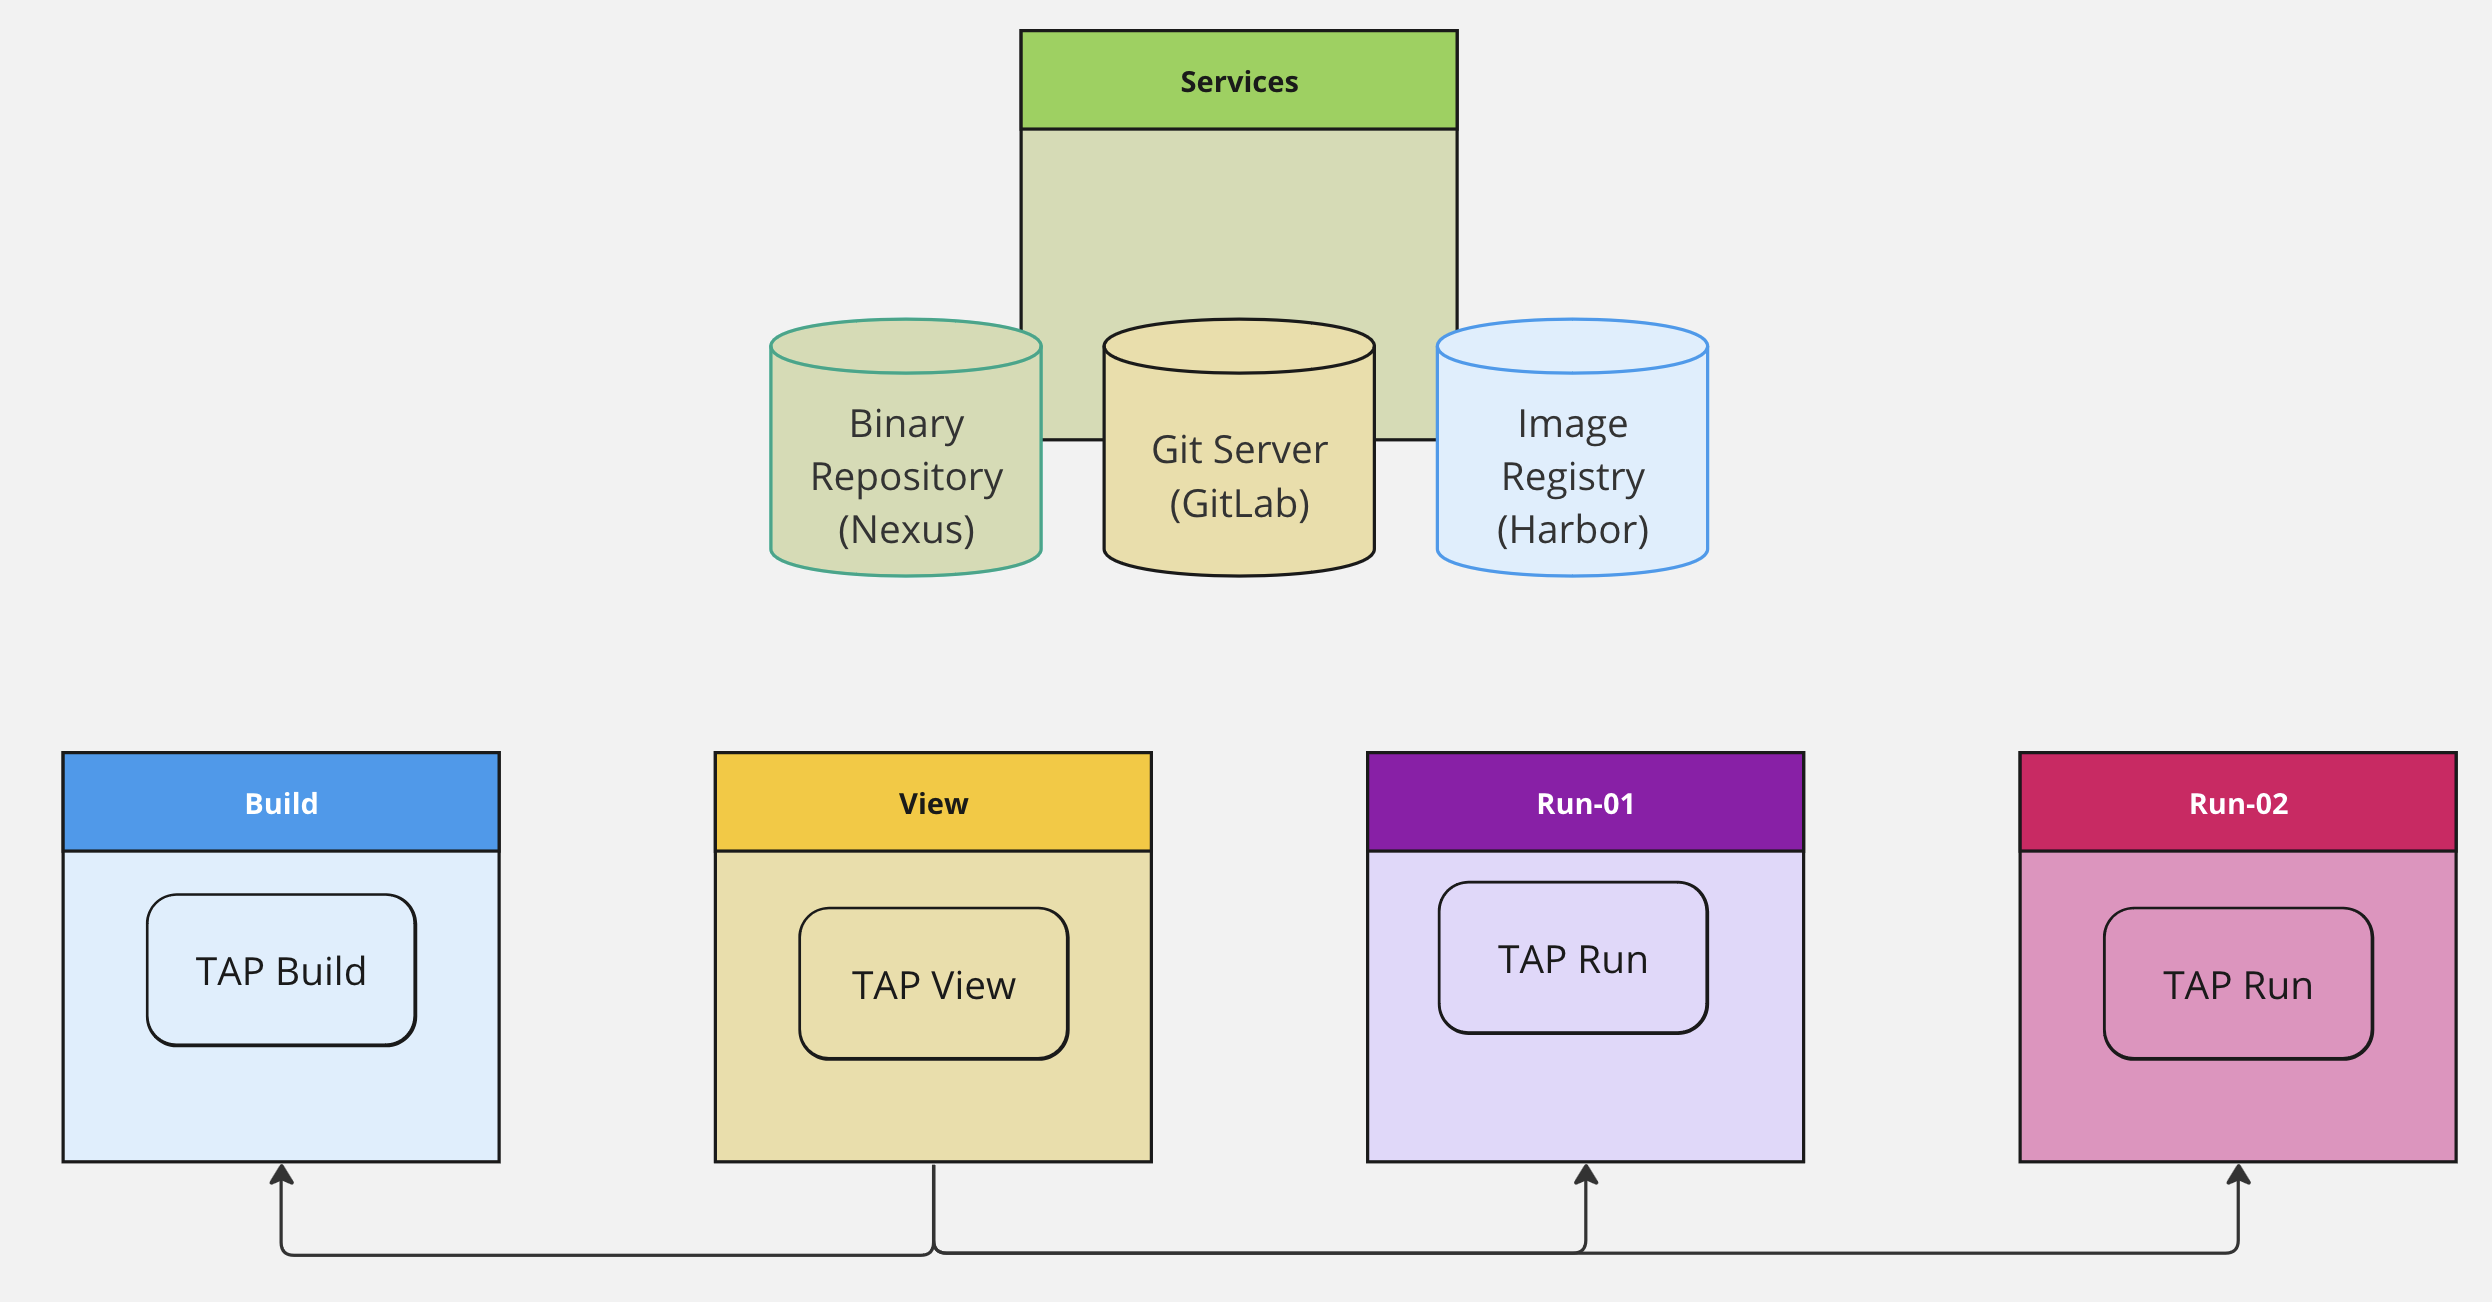 Services
Binary
Repository
(Nexus)
Git Server
(GitLab)
Image
Registry
(Harbor)
Build
View
Run-01
Run-02
TAP Build
TAP View
TAP Run
TAP Run